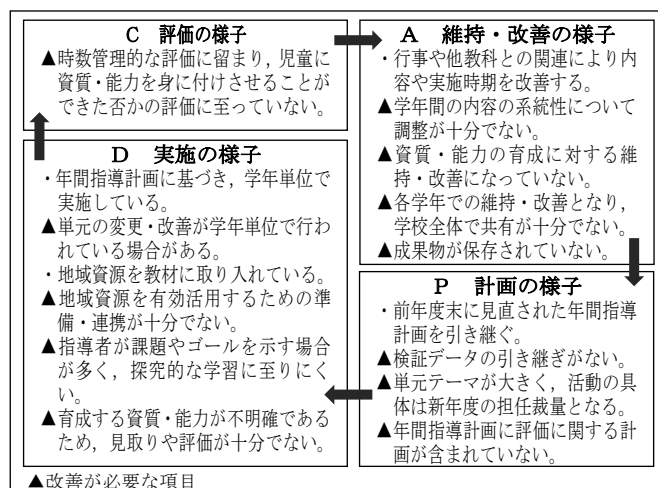 C 評価の様子
▲時数管理的な評価に留まり，児童に
資質・能力を身に付けさせることが
できた否かの評価に至っていない。
A 維持・改善の様子
・行事や他教科との関連により内
容や実施時期を改善する。
▲学年間の内容の系統性について
調整が十分でない。
▲資質・能力の育成に対する維
持・改善になっていない。
▲各学年での維持・改善となり，
学校全体で共有が十分でない。
▲成果物が保存されていない。
D 実施の様子
・年間指導計画に基づき，学年単位で
実施している。
▲単元の変更・改善が学年単位で行わ
れている場合がある。
・地域資源を教材に取り入れている。
▲地域資源を有効活用するための準
備・連携が十分でない。
▲指導者が課題やゴールを示す場合
が多く，探究的な学習に至りにく
い。
▲育成する資質・能力が不明確である
ため，見取りや評価が十分でない。
P 計画の様子
・前年度末に見直された年間指導
計画を引き継ぐ。
▲検証データの引き継ぎがない。
▲単元テーマが大きく，活動の具
体は新年度の担任裁量となる。
▲年間指導計画に評価に関する計
画が含まれていない。
▲改善が必要な項目